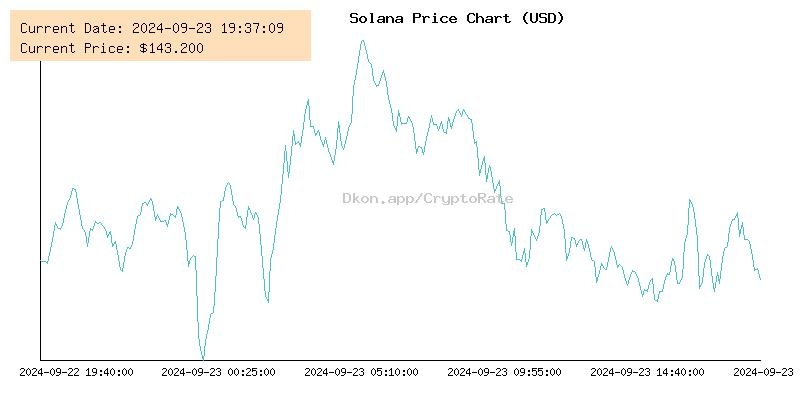 Solana Price Chart (USD)
Current Date: 2024-09-23 19:37:09
Current Price: $143.200
Dkon.app/CryptoRate
2024-09-22 19:40:00
2024-09-23 00:25:00
2024-09-23 05:10:00
2024-09-23 09:55:00
2024-09-23 14:40:00
2024-09-23